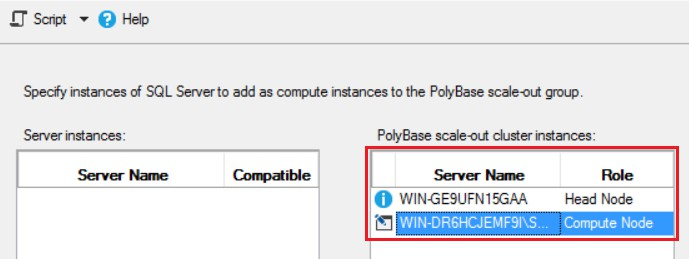 Script Help
Specify instances of SQL Server to add as compute instances to the PolyBase scale-out group.
Server instances: PolyBase scale-out cluster instances:
Server Name Compatible Server Name Role
WIN-GE9UFN15GAA Head Node
WIN-DR6HCJEMF9I\S... Compute Node